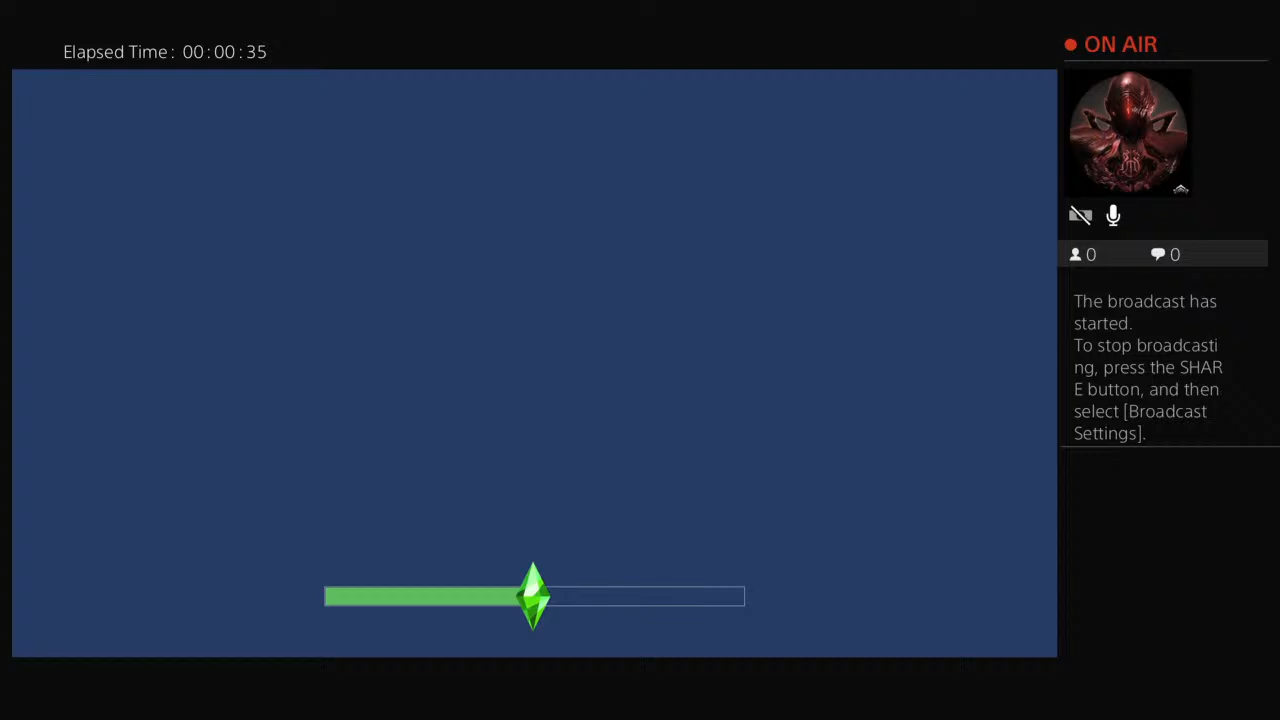 Elapsed Time: 00:00:35
ON AIR
0 0
The broadcast has
started.
To stop broadcasti
ng, press the SHAR
E button, and then
select [Broadcast
Settings].